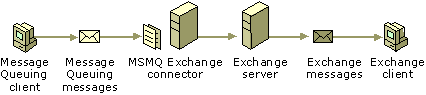 Message Queuing client
Message Queuing messages
MSMQ Exchange connector
Exchange server
Exchange messages
Exchange client